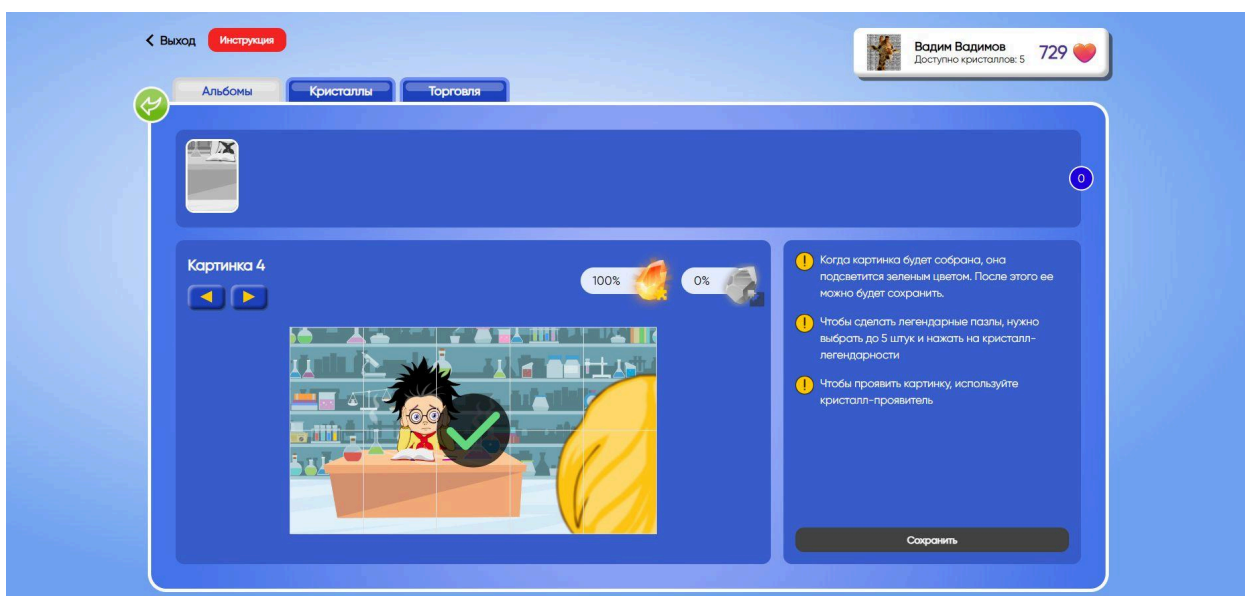 Выход
Инструкция
Вадим Вадимов
Доступно кристаллов: 5
729
Альбомы
Кристаллы
Торговля
0
Картинка 4
100%
0%
Когда картинка будет собрана, она
подсветится зеленым цветом. После этого ее
можно будет сохранить.
Чтобы сделать легендарные пазлы, нужно
выбрать до 5 штук и нажать на кристалл-
легендарности
Чтобы проявить картинку, используйте
кристалл-проявитель
Сохранить